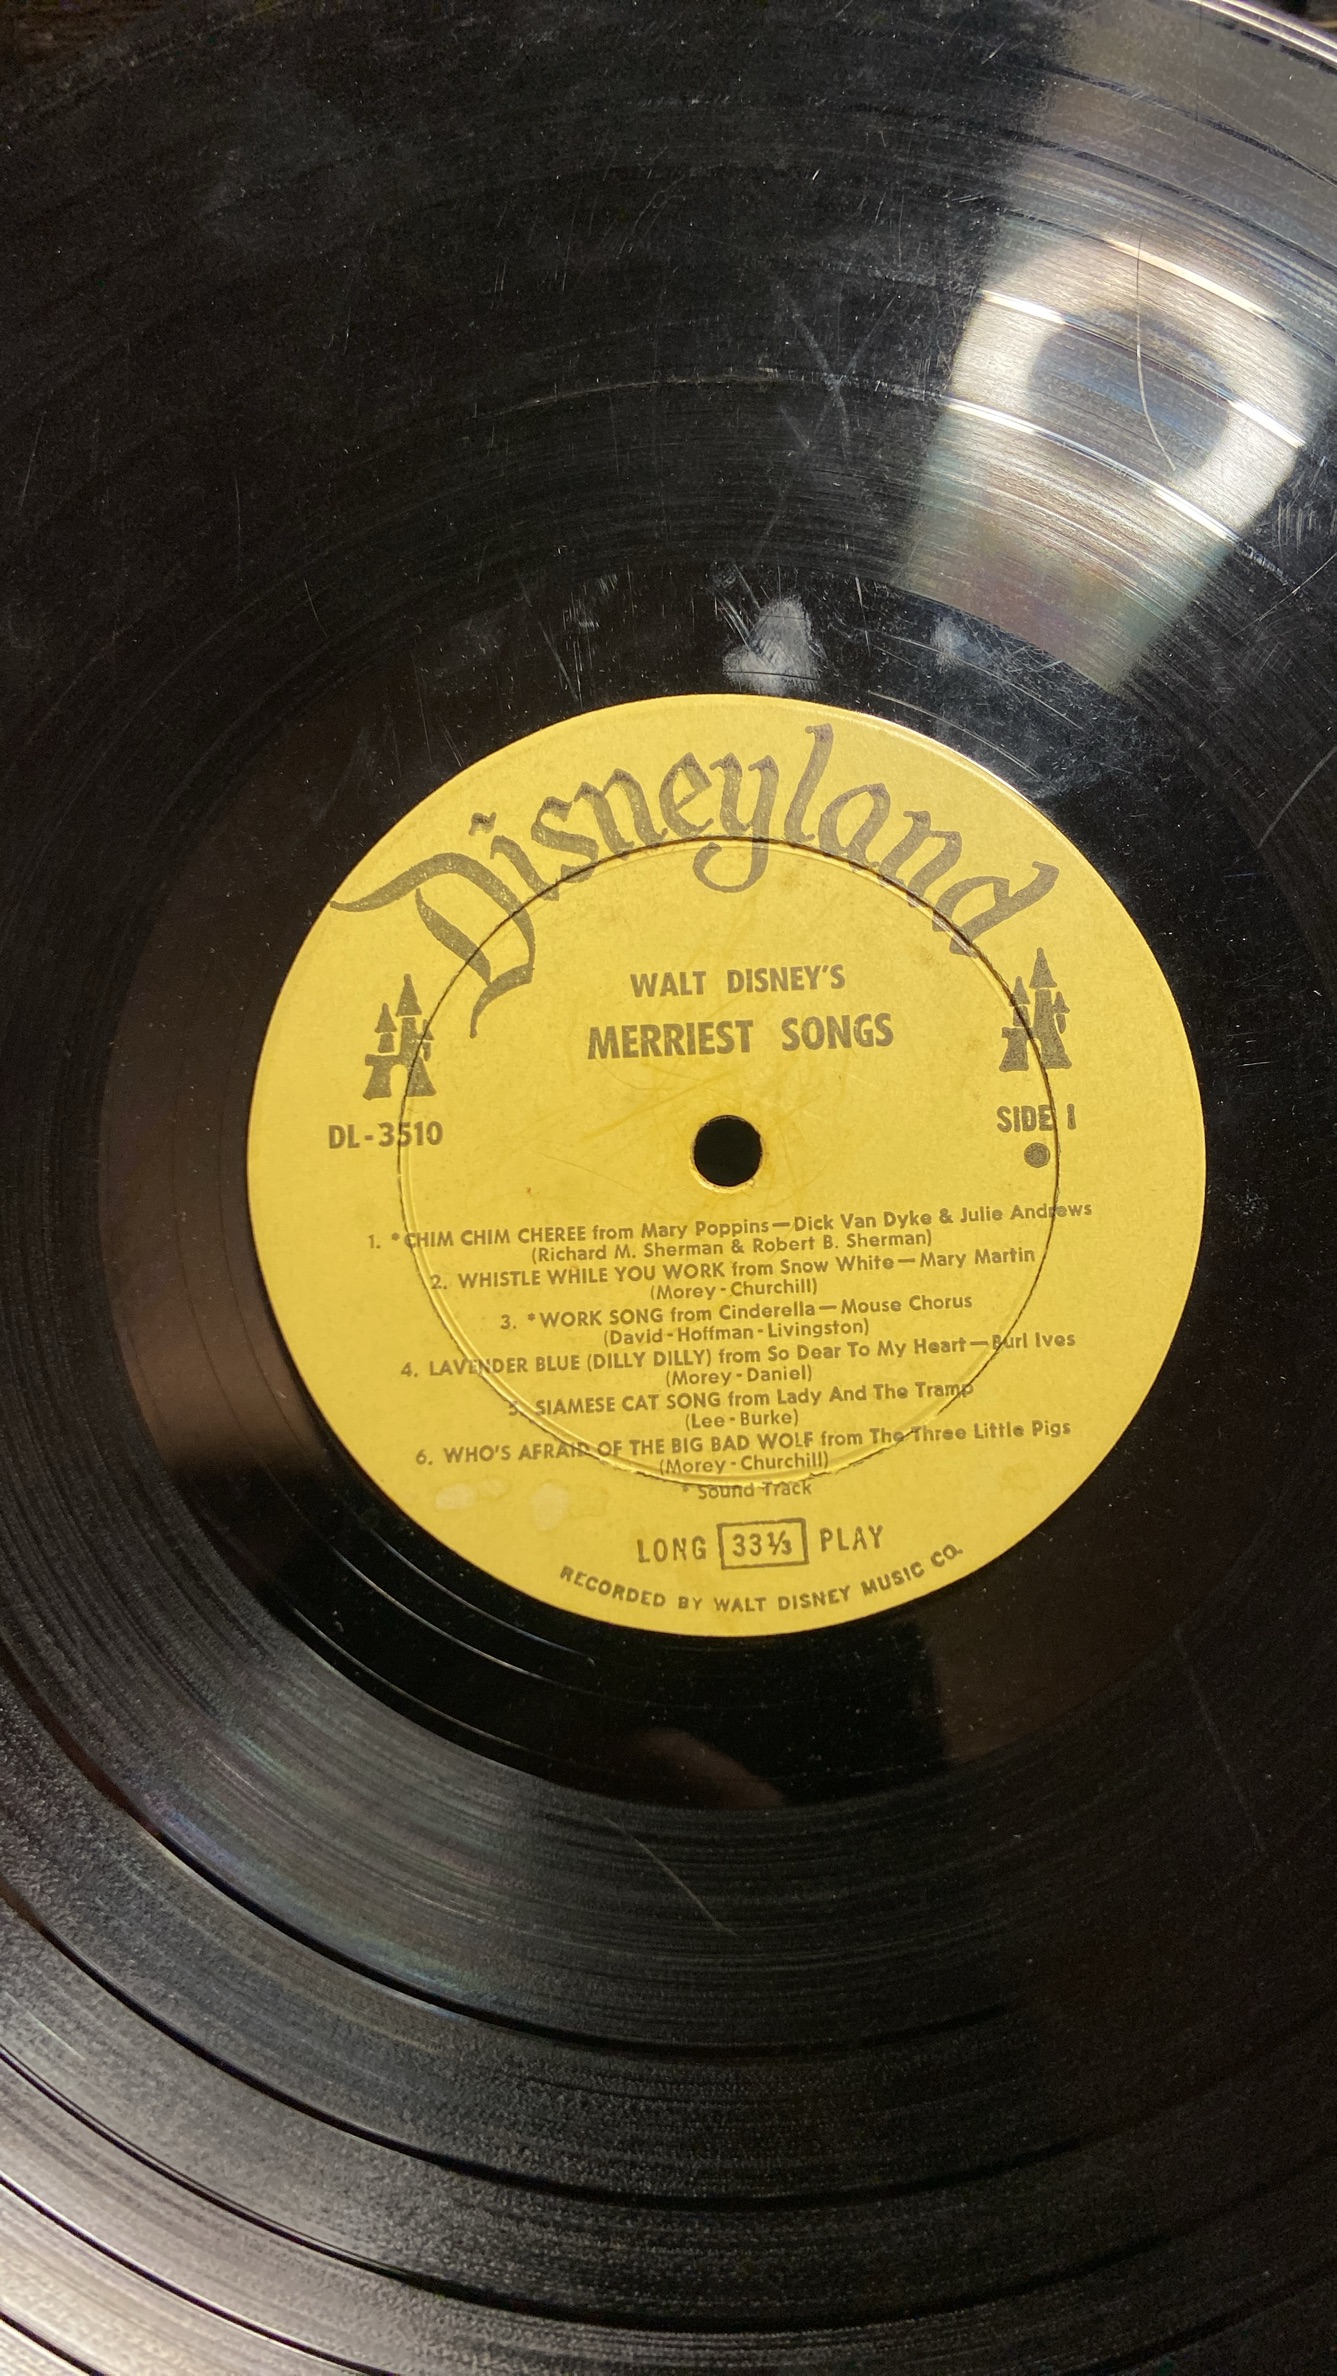 Disneyland
WALT DISNEY'S
MERRIEST SONGS
DL-3510
SIDE 1
1. *CHIM CHIM CHEREE from Mary Poppins—Dick Van Dyke & Julie Andrews
(Richard M. Sherman & Robert B. Sherman)
2. WHISTLE WHILE YOU WORK from Snow White—Mary Martin
(Morey-Churchill)
3. *WORK SONG from Cinderella—Mouse Chorus
(David-Hoffman-Livingston)
4. LAVENDER BLUE (DILLY DILLY) from So Dear To My Heart—Burl Ives
(Morey-Daniel)
5. SIAMESE CAT SONG from Lady And The Tramp
(Lee-Burke)
6. WHO'S AFRAID OF THE BIG BAD WOLF from The Three Little Pigs
(Morey-Churchill)
* Sound Track
LONG 33⅓ PLAY
RECORDED BY WALT DISNEY MUSIC CO.